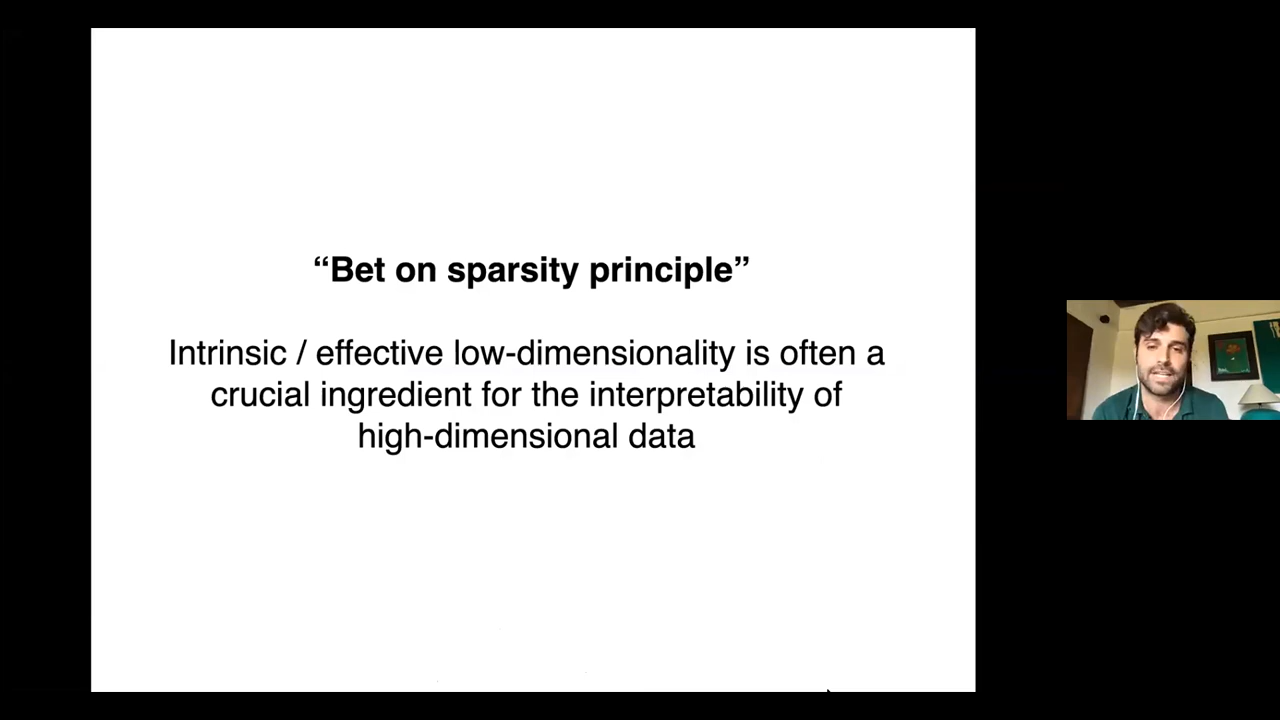 “Bet on sparsity principle”
Intrinsic / effective low-dimensionality is often a
crucial ingredient for the interpretability of
high-dimensional data